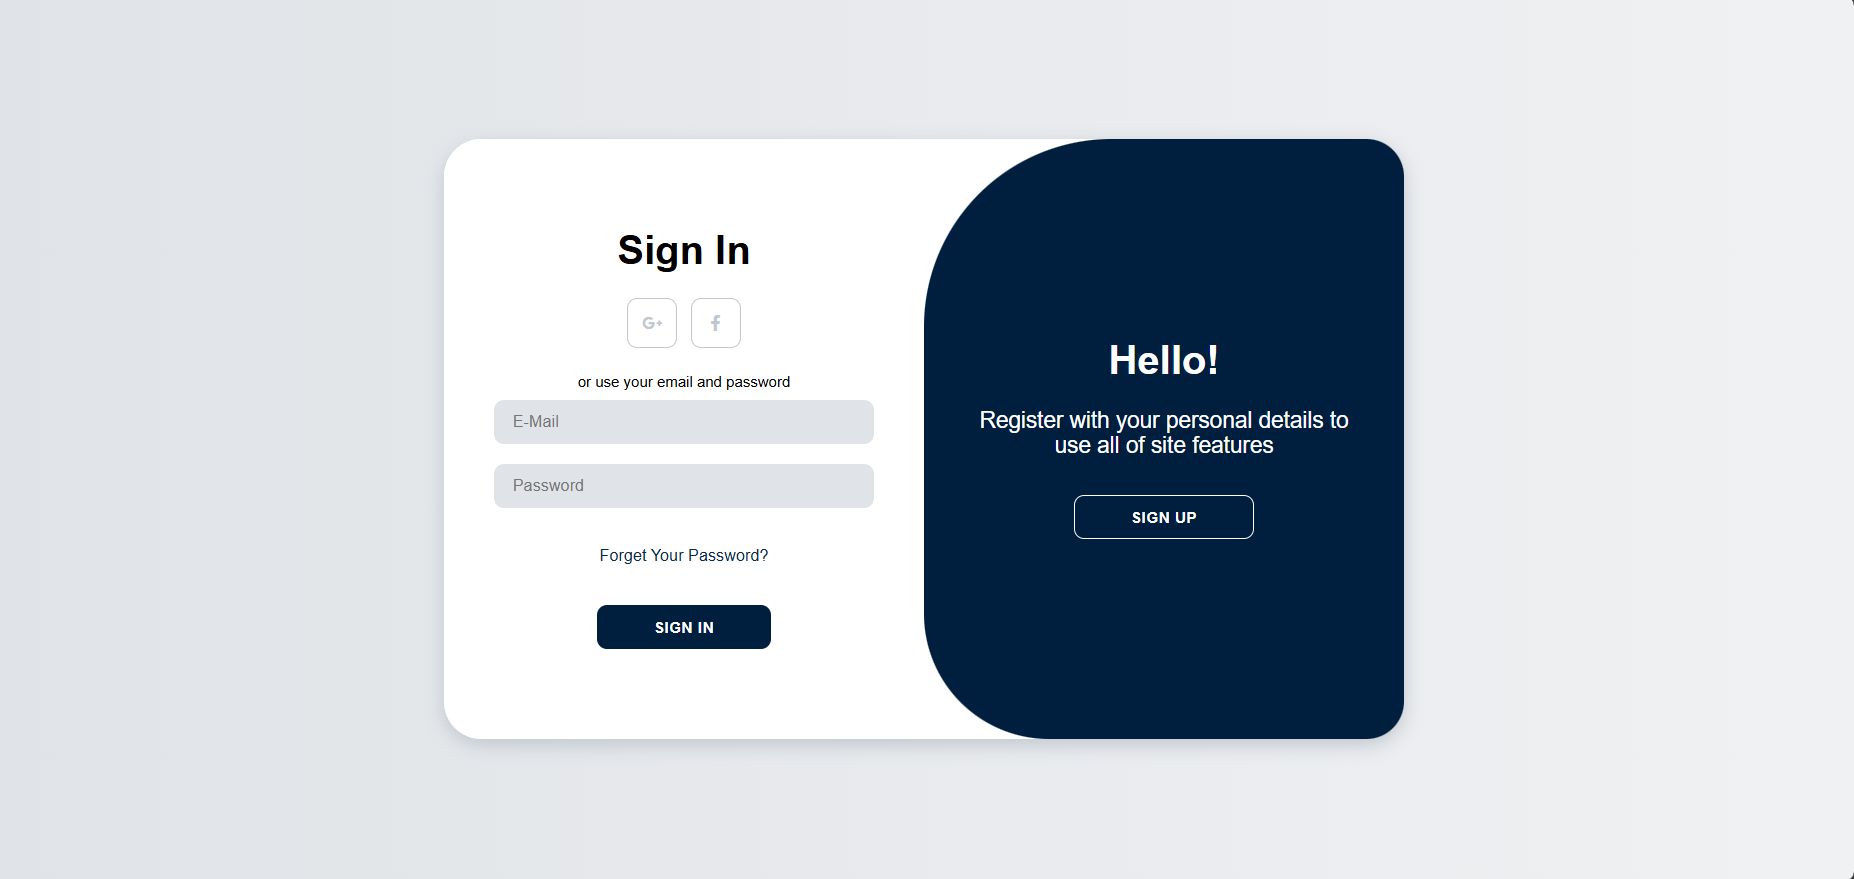 Sign In
G+ f
or use your email and password
E-Mail
Password
Forget Your Password?
SIGN IN
Hello!
Register with your personal details to
use all of site features
SIGN UP